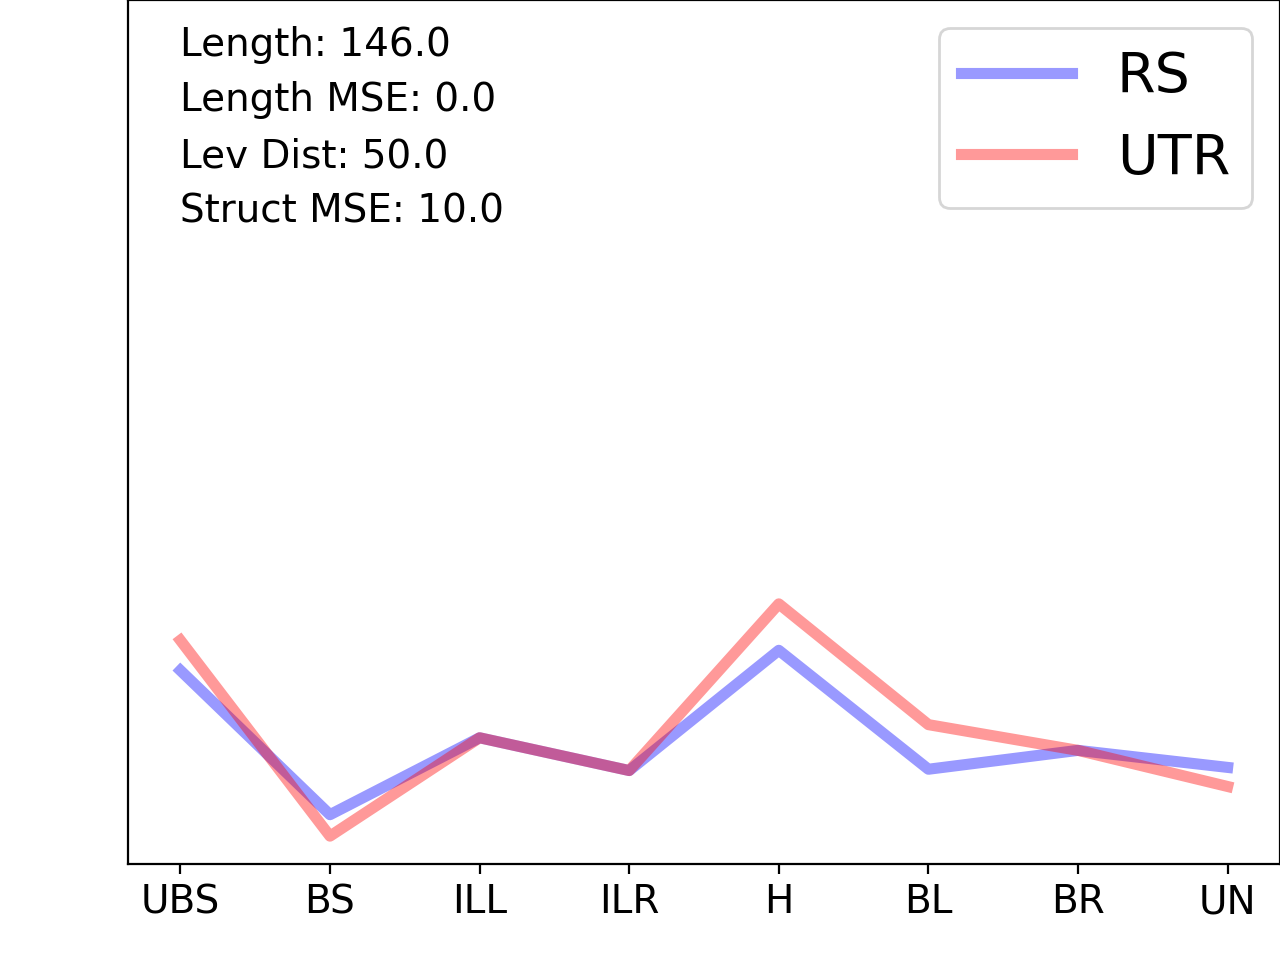 Length: 146.0
Length MSE: 0.0
Lev Dist: 50.0
Struct MSE: 10.0
RS
UTR
UBS BS ILL ILR H BL BR UN